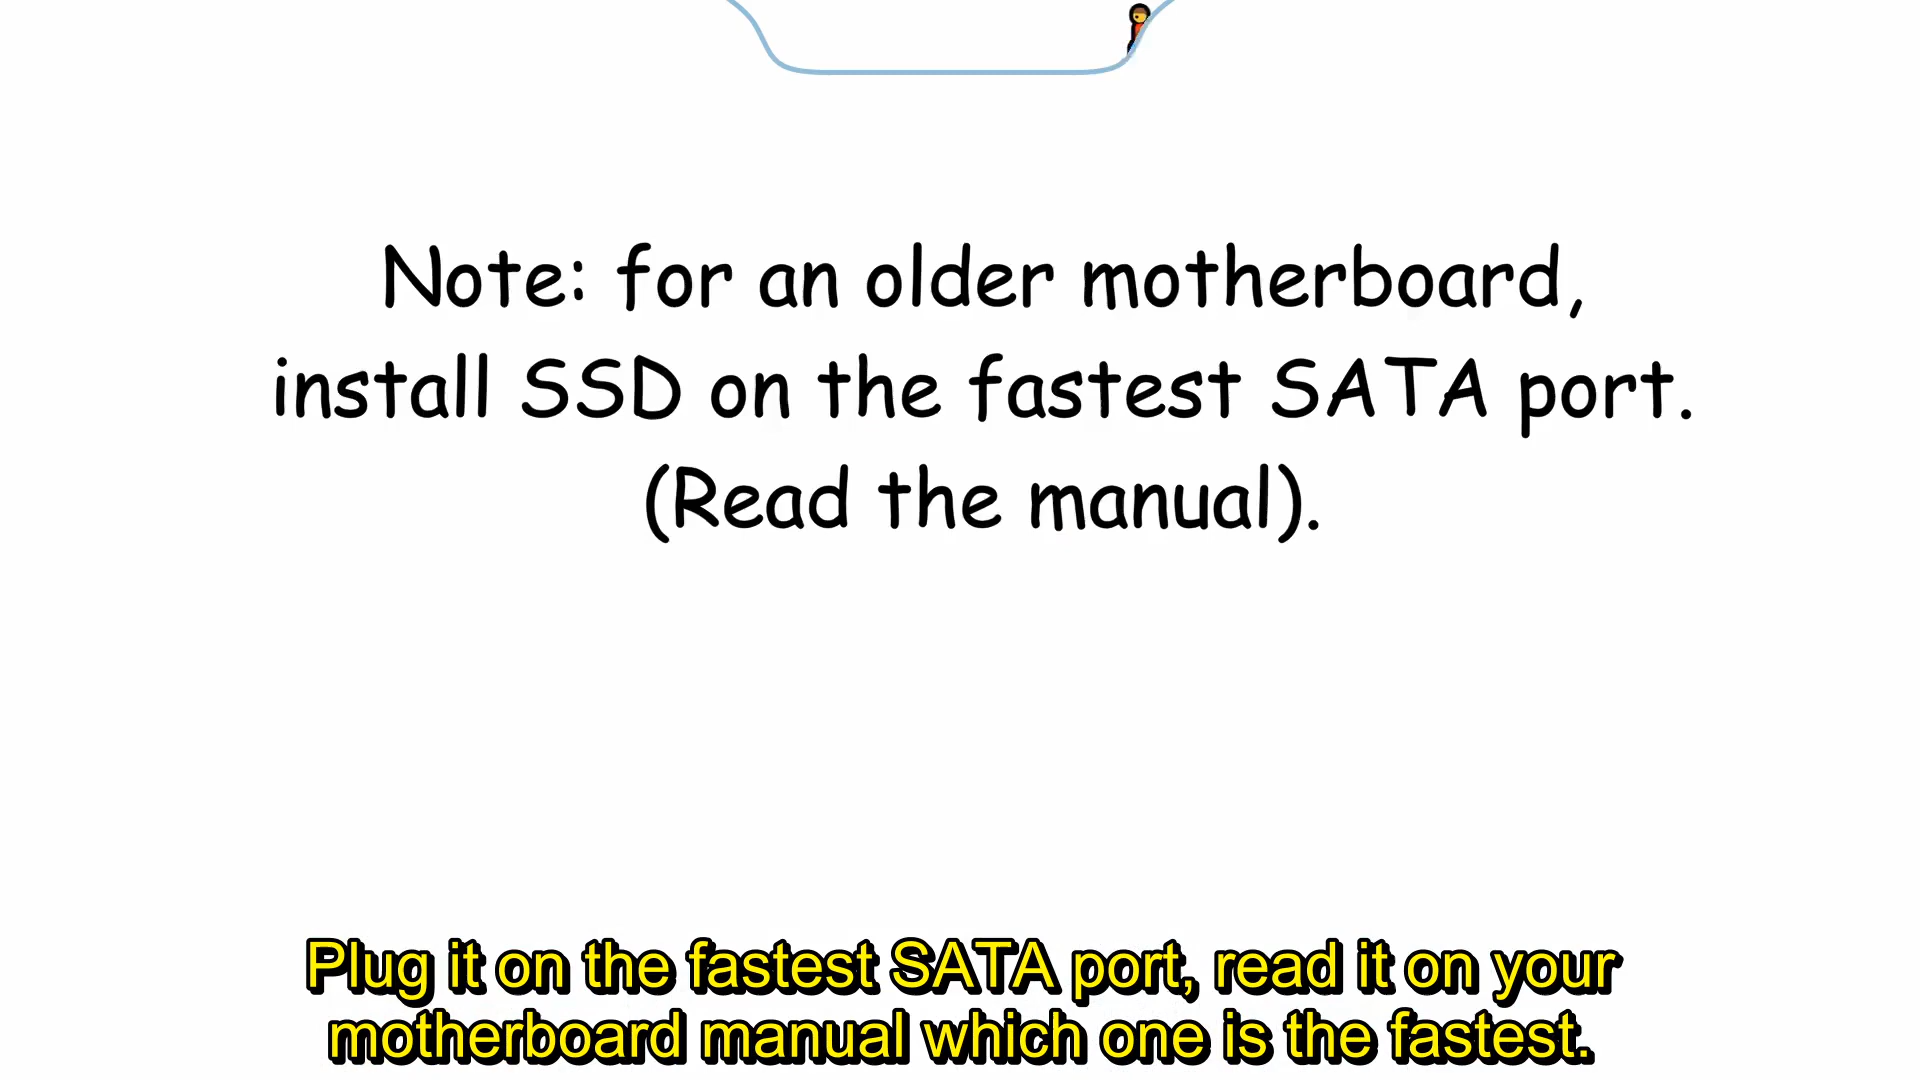 Note: for an older motherboard,
install SSD on the fastest SATA port.
(Read the manual).
Plug it on the fastest SATA port, read it on your
motherboard manual which one is the fastest.